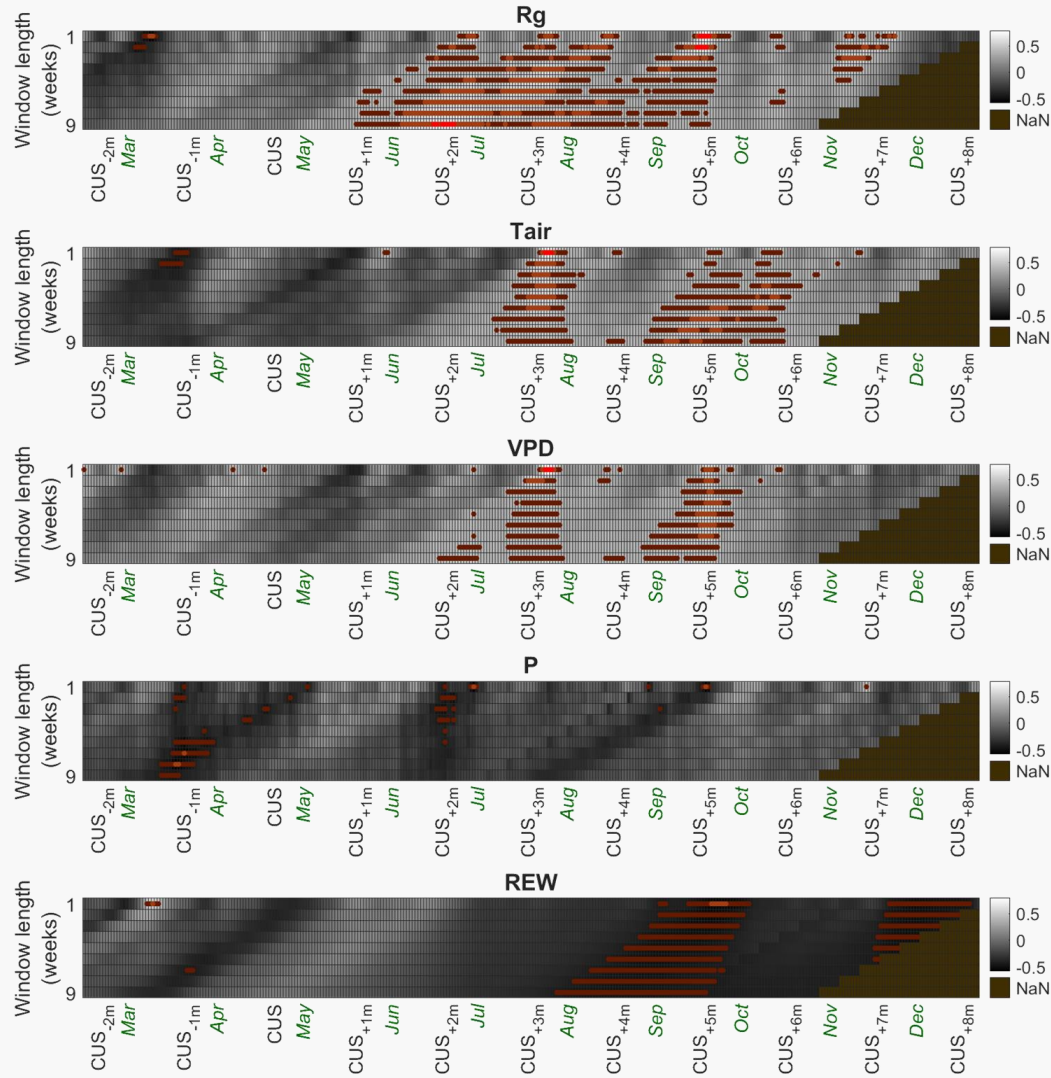 Rg
Window length
(weeks)
1
9
CUS-2m Mar CUS-1m Apr CUS May CUS+1m Jun CUS+2m Jul CUS+3m Aug CUS+4m Sep CUS+5m Oct CUS+6m Nov CUS+7m Dec CUS+8m
0.5
0
-0.5
NaN
Tair
Window length
(weeks)
1
9
CUS-2m Mar CUS-1m Apr CUS May CUS+1m Jun CUS+2m Jul CUS+3m Aug CUS+4m Sep CUS+5m Oct CUS+6m Nov CUS+7m Dec CUS+8m
0.5
0
-0.5
NaN
VPD
Window length
(weeks)
1
9
CUS-2m Mar CUS-1m Apr CUS May CUS+1m Jun CUS+2m Jul CUS+3m Aug CUS+4m Sep CUS+5m Oct CUS+6m Nov CUS+7m Dec CUS+8m
0.5
0
-0.5
NaN
P
Window length
(weeks)
1
9
CUS-2m Mar CUS-1m Apr CUS May CUS+1m Jun CUS+2m Jul CUS+3m Aug CUS+4m Sep CUS+5m Oct CUS+6m Nov CUS+7m Dec CUS+8m
0.5
0
-0.5
NaN
REW
Window length
(weeks)
1
9
CUS-2m Mar CUS-1m Apr CUS May CUS+1m Jun CUS+2m Jul CUS+3m Aug CUS+4m Sep CUS+5m Oct CUS+6m Nov CUS+7m Dec CUS+8m
0.5
0
-0.5
NaN